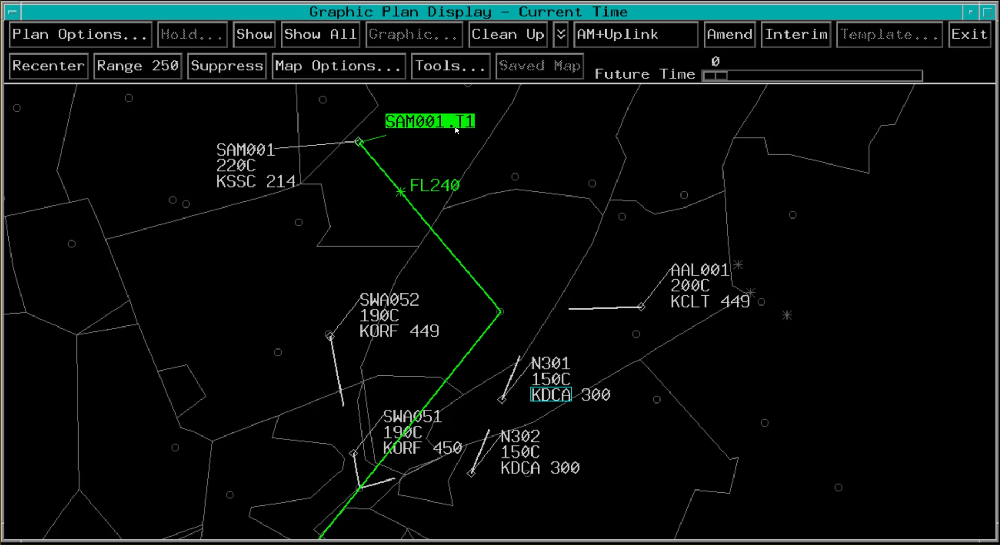 Graphic Plan Display - Current Time
Plan Options... Hold... Show Show All Graphic... Clean Up AM+Uplink Amend Interim Template... Exit
Recenter Range 250 Suppress Map Options... Tools... Saved Map Future Time 0
SAM001.T1
SAM001
220C
KSSC 214
FL240
AAL001
200C
KCLT 449
SWA052
190C
KORF 449
N301
150C
KDCA 300
SWA051
190C
KORF 450
N302
150C
KDCA 300